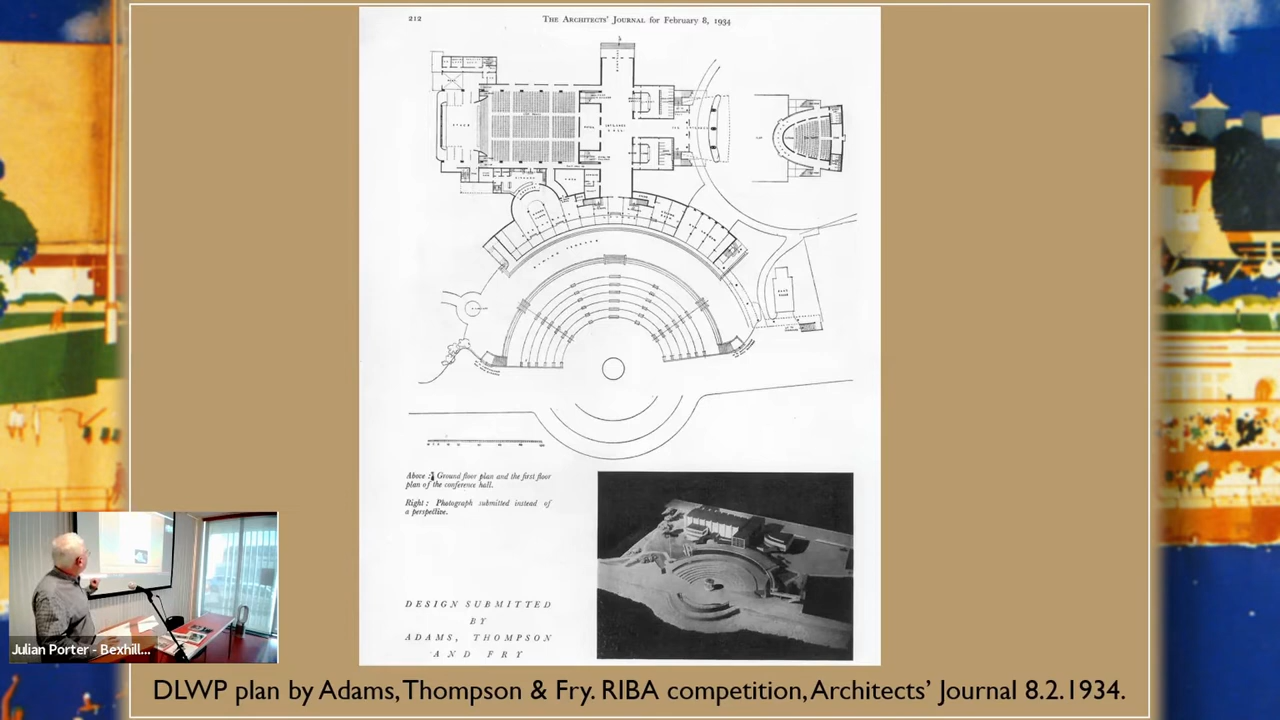 212
THE ARCHITECTS' JOURNAL for February 8, 1934
Above : Ground floor plan and the first floor
plan of the conference hall.
Right : Photograph submitted instead of
a perspective.
DESIGN SUBMITTED
BY
ADAMS, THOMPSON
AND FRY
Julian Porter - Bexhill...
DLWP plan by Adams, Thompson & Fry. RIBA competition, Architects' Journal 8.2.1934.